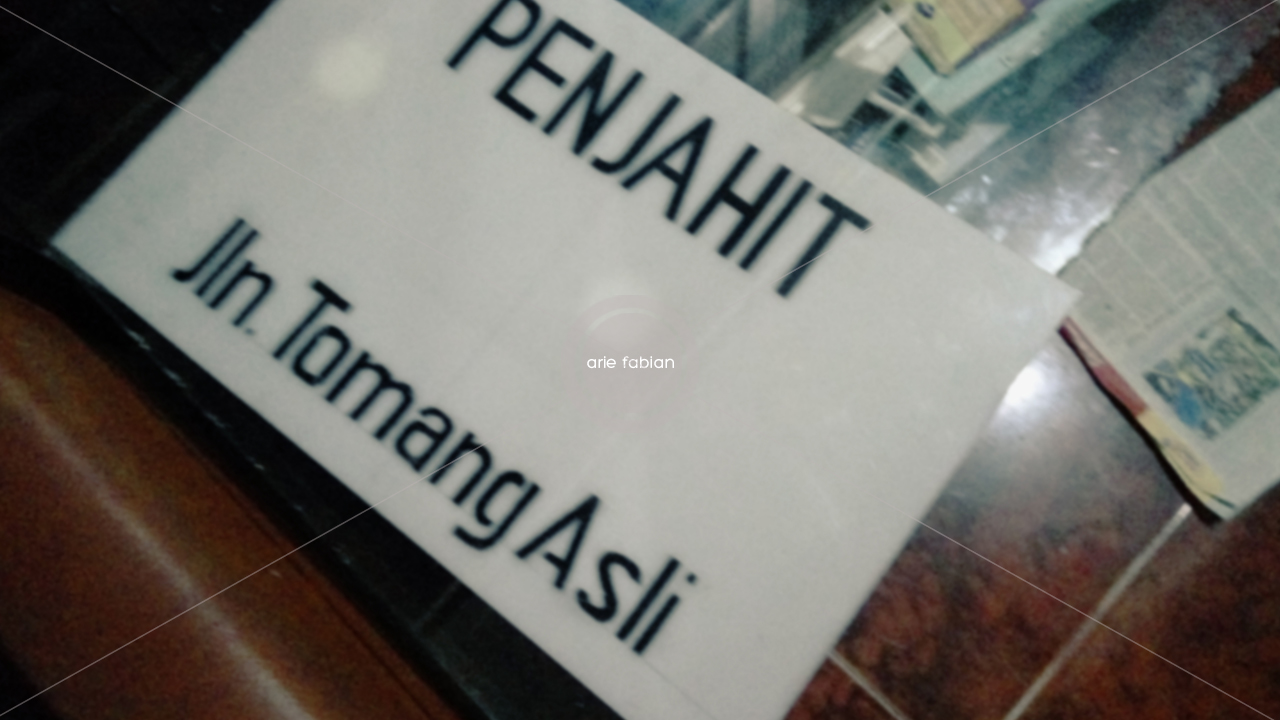 PENJAHIT
Jln. Tomang Asli
arie fabian